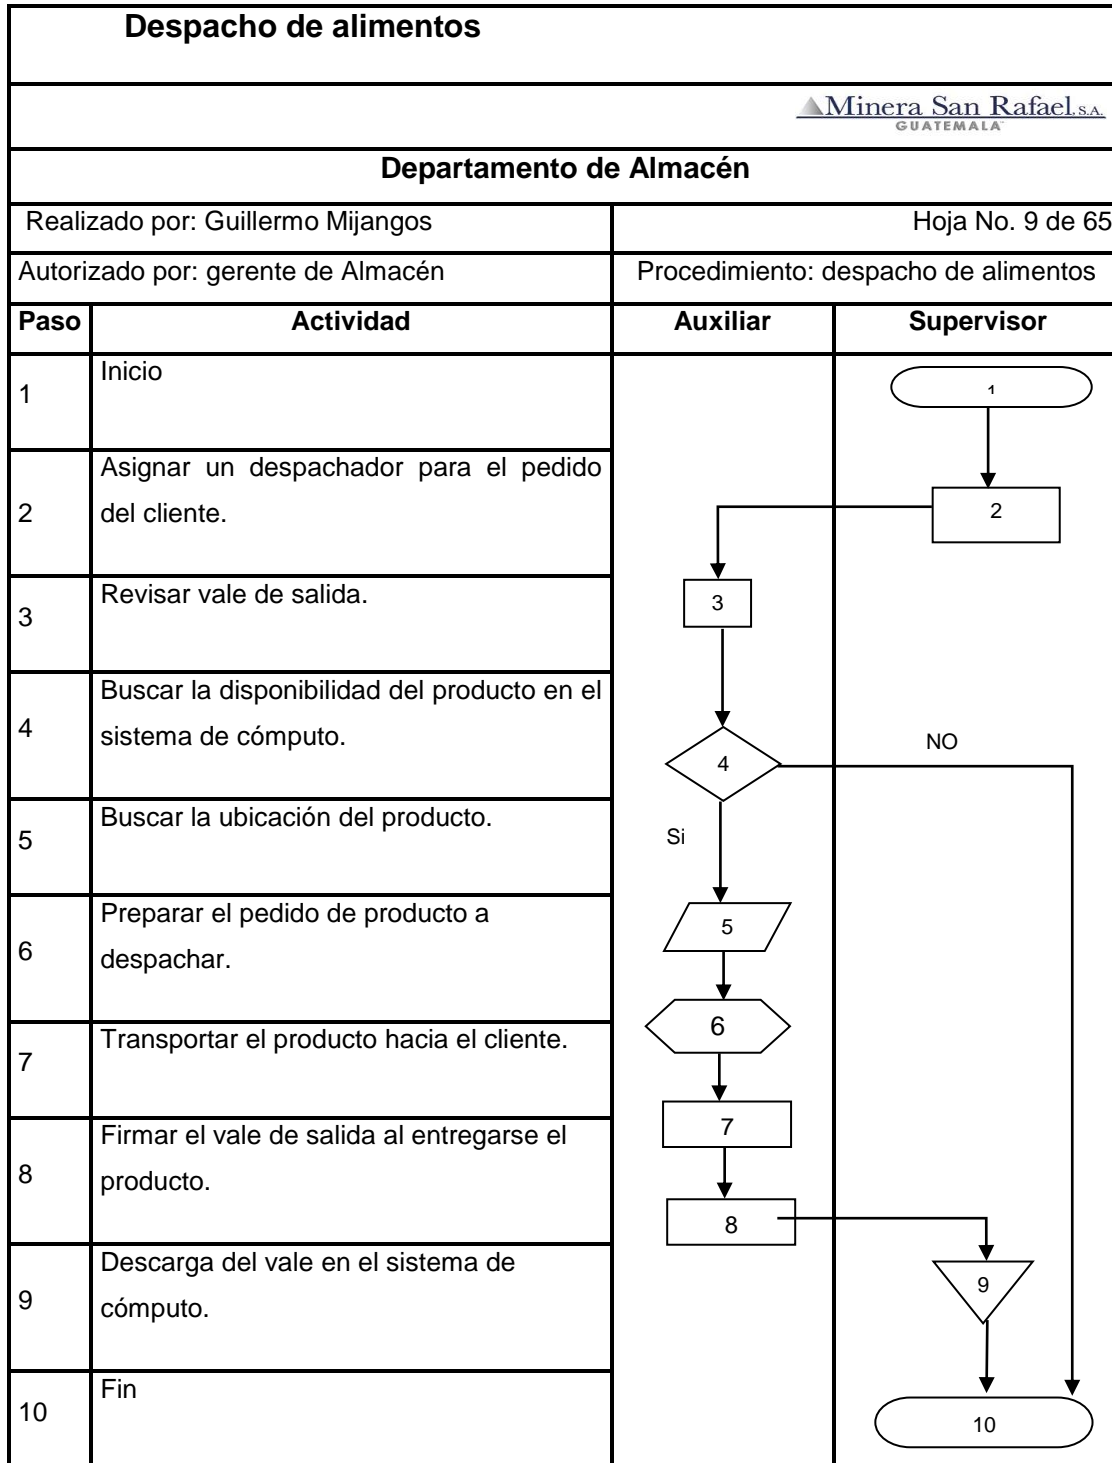 Despacho de alimentos
Minera San Rafael, S.A.
GUATEMALA
Departamento de Almacén
Realizado por: Guillermo Mijangos
Hoja No. 9 de 65
Autorizado por: gerente de Almacén
Procedimiento: despacho de alimentos
Paso
Actividad
Auxiliar
Supervisor
1
Inicio
2
Asignar un despachador para el pedido
del cliente.
3
Revisar vale de salida.
4
Buscar la disponibilidad del producto en el
sistema de cómputo.
5
Buscar la ubicación del producto.
6
Preparar el pedido de producto a
despachar.
7
Transportar el producto hacia el cliente.
8
Firmar el vale de salida al entregarse el
producto.
9
Descarga del vale en el sistema de
cómputo.
10
Fin
1
2
3
4
NO
Si
5
6
7
8
9
10